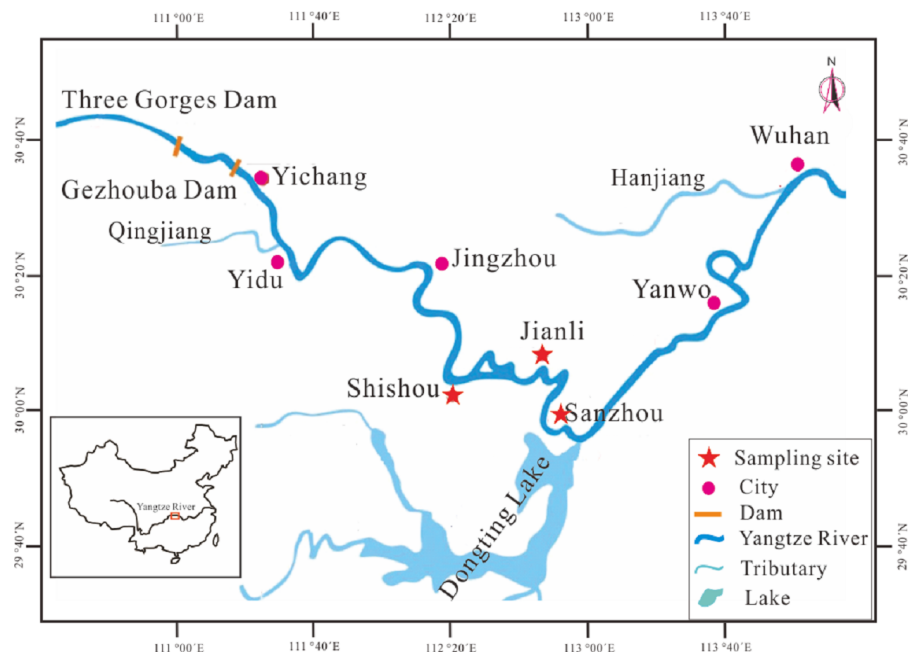 111°00′E
111°40′E
112°20′E
113°00′E
113°40′E
N
Three Gorges Dam
Wuhan
30°40′N
30°40′N
Gezhouba Dam
Yichang
Hanjiang
Qingjiang
Yidu
Jingzhou
30°20′N
30°20′N
Yanwo
Jianli
Shishou
Sanzhou
30°00′N
30°00′N
Dongting Lake
Yangtze River
Sampling site
City
Dam
Yangtze River
Tributary
Lake
29°40′N
29°40′N
111°00′E
111°40′E
112°20′E
113°00′E
113°40′E